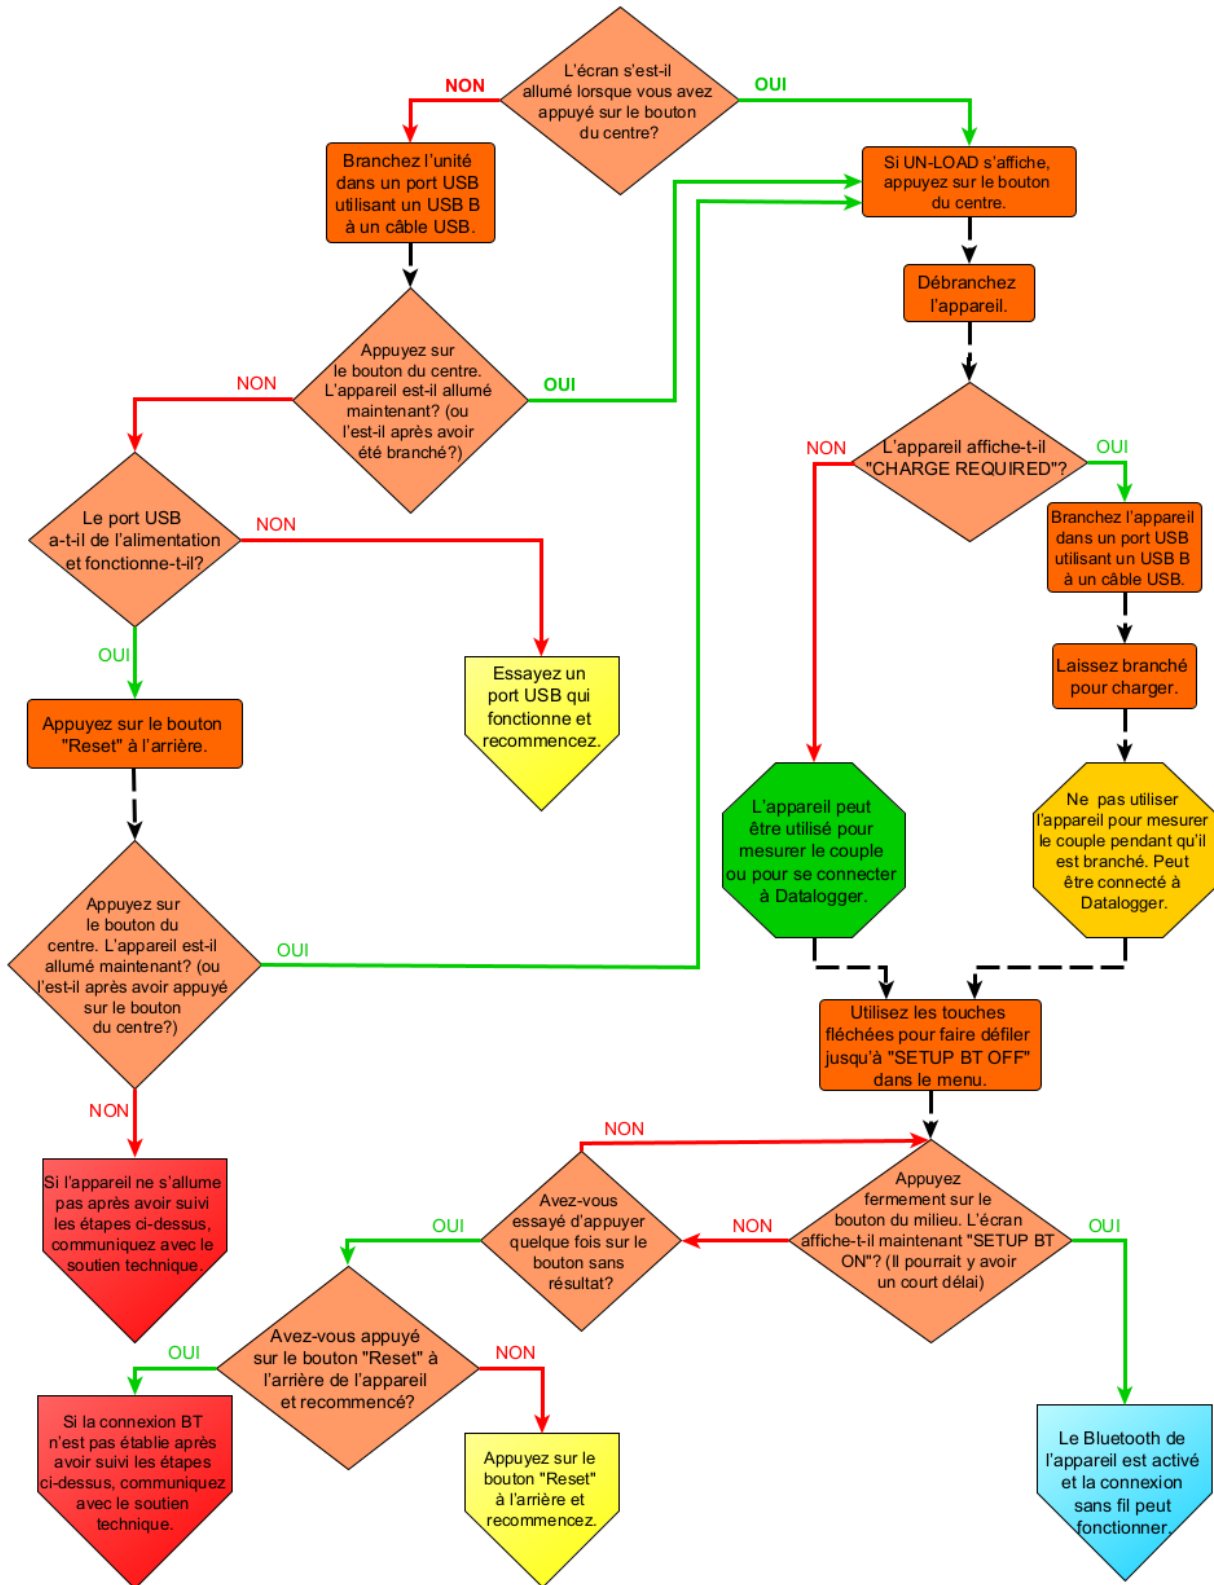 L'écran s'est-il
allumé lorsque vous avez
appuyé sur le bouton
du centre?
NON
OUI
Branchez l'unité
dans un port USB
utilisant un USB B
à un câble USB.
Si UN-LOAD s'affiche,
appuyez sur le bouton
du centre.
Débranchez
l'appareil.
Appuyez sur
le bouton du centre.
L'appareil est-il allumé
maintenant? (ou
l'est-il après avoir
été branché?)
NON
OUI
L'appareil affiche-t-il
"CHARGE REQUIRED"?
NON
OUI
Le port USB
a-t-il de l'alimentation
et fonctionne-t-il?
NON
OUI
Branchez l'appareil
dans un port USB
utilisant un USB B
à un câble USB.
Laissez branché
pour charger.
Essayez un
port USB qui
fonctionne et
recommencez.
Appuyez sur le bouton
"Reset" à l'arrière.
L'appareil peut
être utilisé pour
mesurer le couple
ou pour se connecter
à Datalogger.
Ne pas utiliser
l'appareil pour mesurer
le couple pendant qu'il
est branché. Peut
être connecté à
Datalogger.
Appuyez sur
le bouton du
centre. L'appareil est-il
allumé maintenant? (ou
l'est-il après avoir appuyé
sur le bouton
du centre?)
OUI
NON
Utilisez les touches
fléchées pour faire défiler
jusqu'à "SETUP BT OFF"
dans le menu.
Si l'appareil ne s'allume
pas après avoir suivi
les étapes ci-dessus,
communiquez avec le
soutien technique.
NON
Appuyez
fermement sur le
bouton du milieu. L'écran
affiche-t-il maintenant "SETUP BT
ON"? (Il pourrait y avoir
un court délai)
NON
OUI
Avez-vous
essayé d'appuyer
quelque fois sur le
bouton sans
résultat?
OUI
Avez-vous appuyé
sur le bouton "Reset" à
l'arrière de l'appareil
et recommencé?
OUI
NON
Si la connexion BT
n'est pas établie après
avoir suivi les étapes
ci-dessus, communiquez
avec le soutien
technique.
Appuyez sur le
bouton "Reset"
à l'arrière et
recommencez.
Le Bluetooth de
l'appareil est activé
et la connexion
sans fil peut
fonctionner.